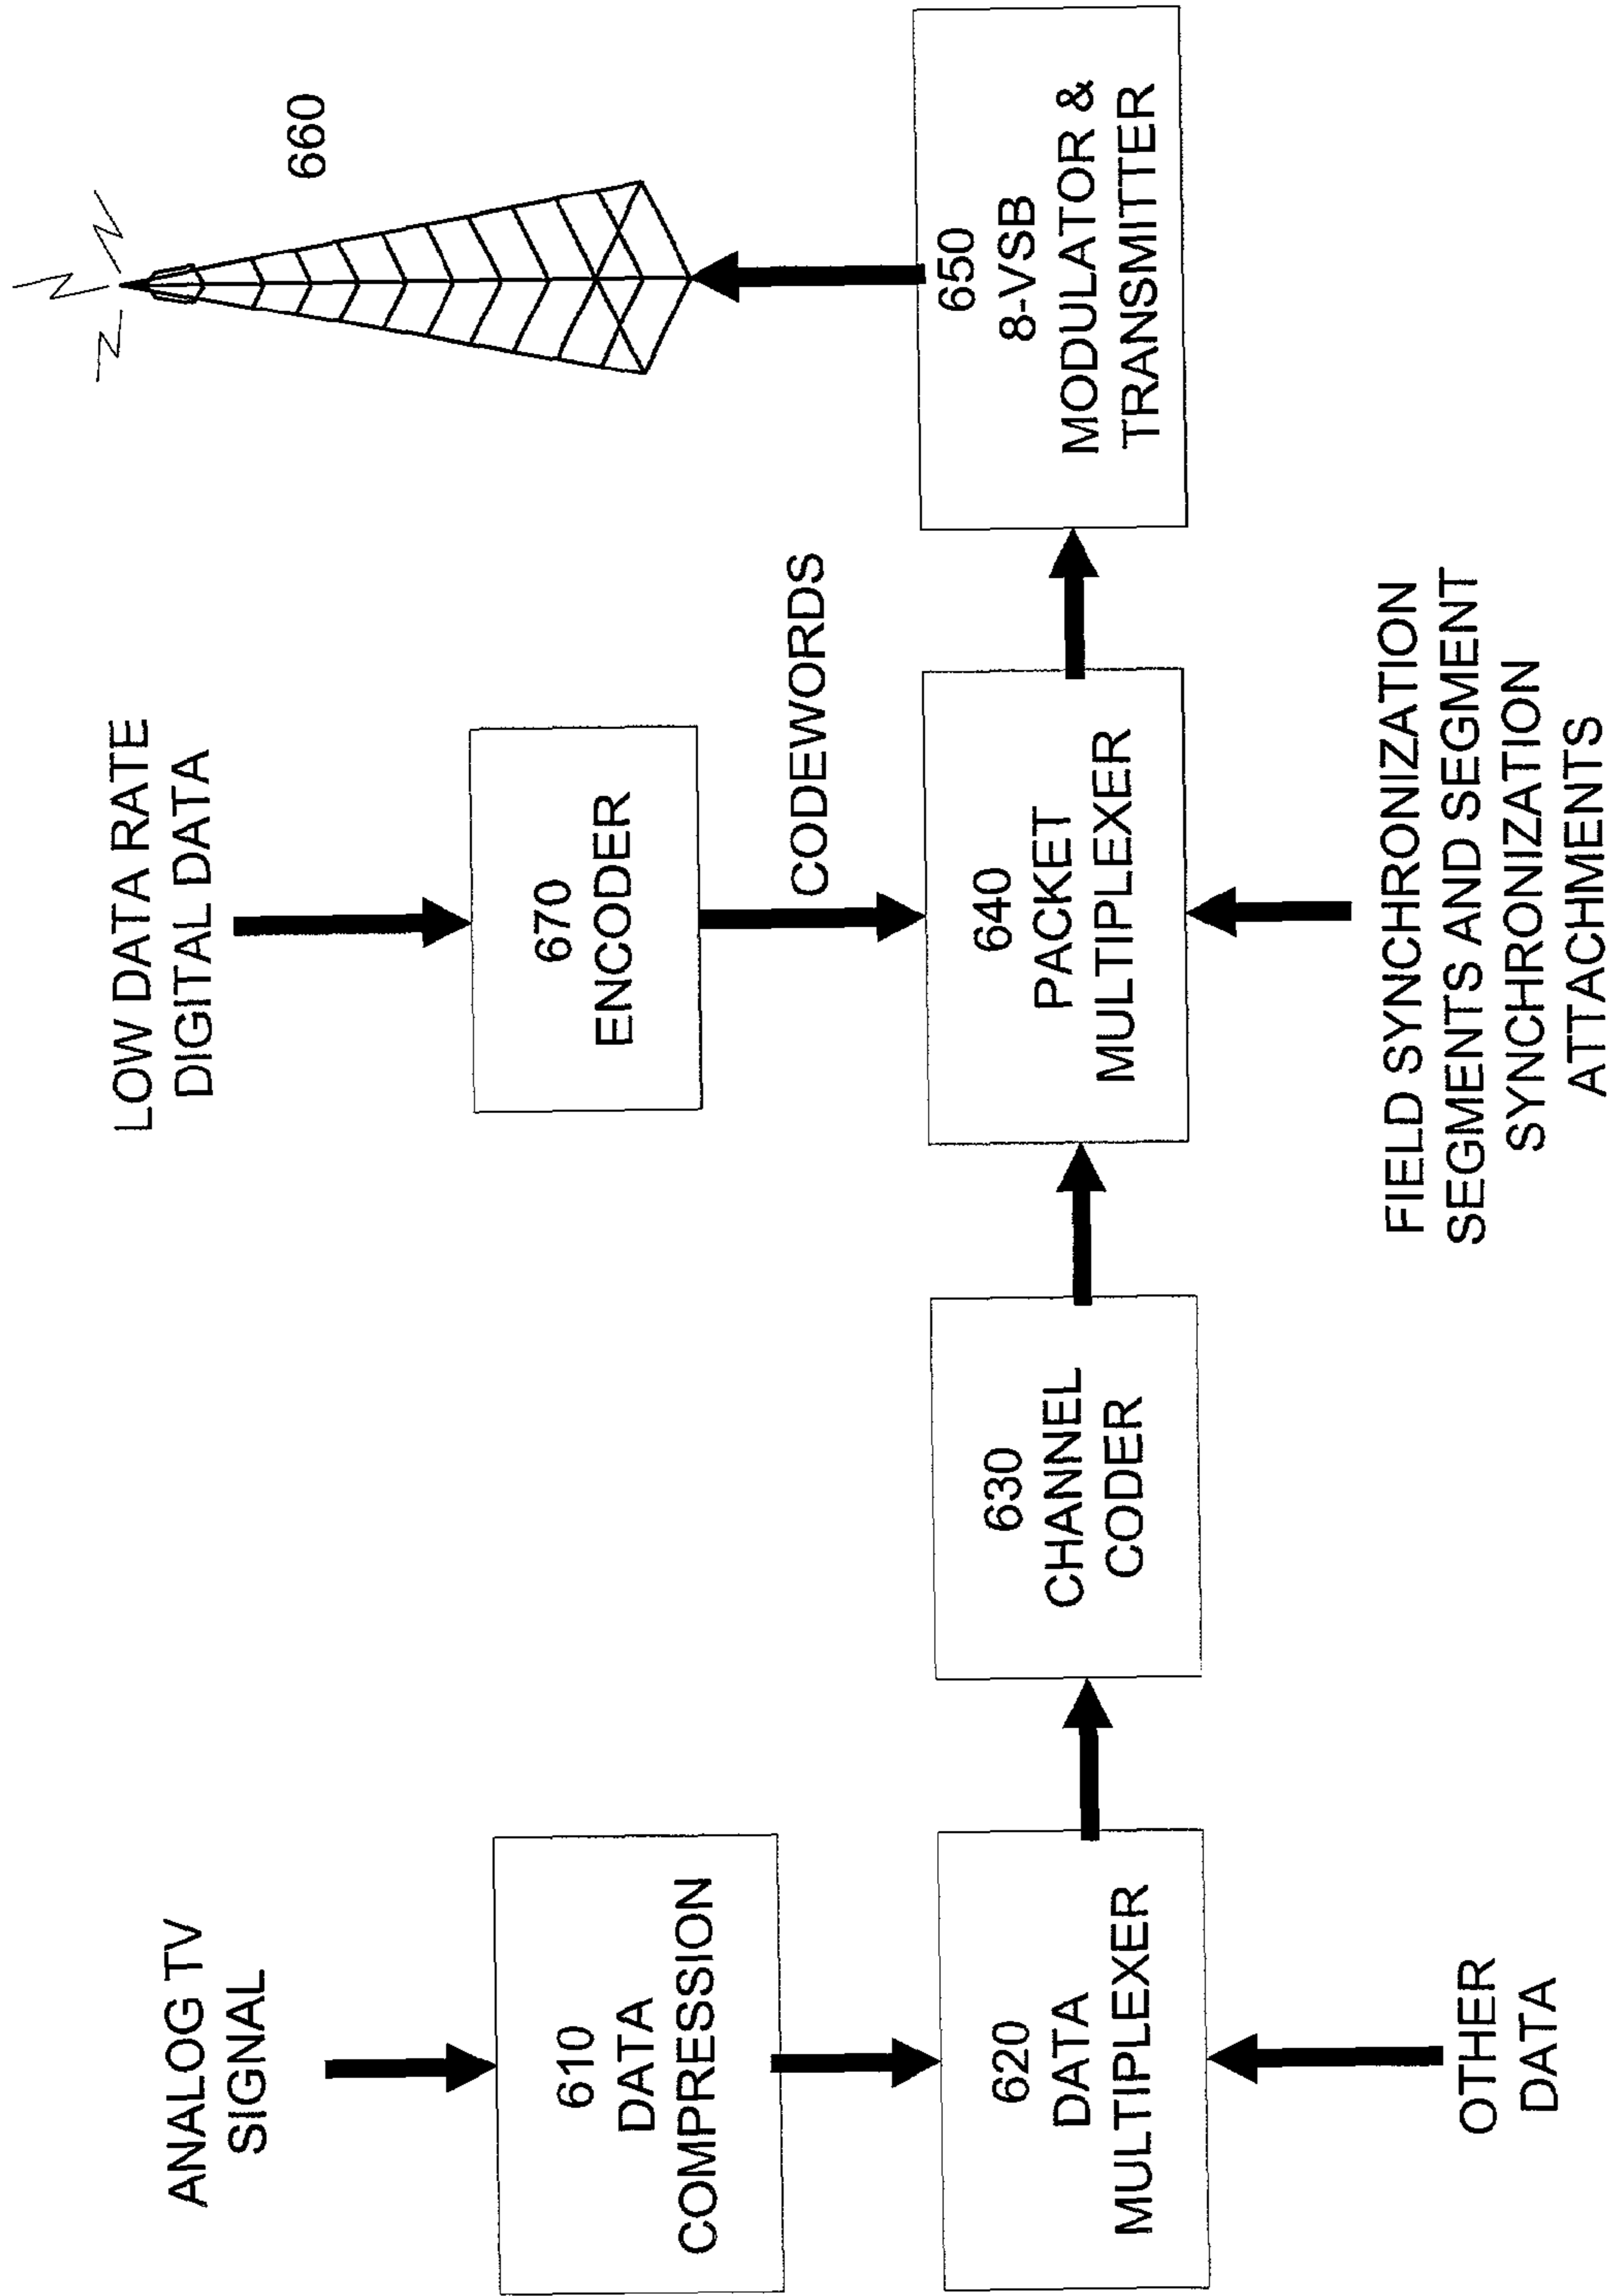 ANALOG TV
SIGNAL
610
DATA
COMPRESSION
620
DATA
MULTIPLEXER
OTHER
DATA
630
CHANNEL
CODER
LOW DATA RATE
DIGITAL DATA
670
ENCODER
CODEWORDS
640
PACKET
MULTIPLEXER
FIELD SYNCHRONIZATION
SEGMENTS AND SEGMENT
SYNCHRONIZATION
ATTACHMENTS
660
650
8-VSB
MODULATOR &
TRANSMITTER